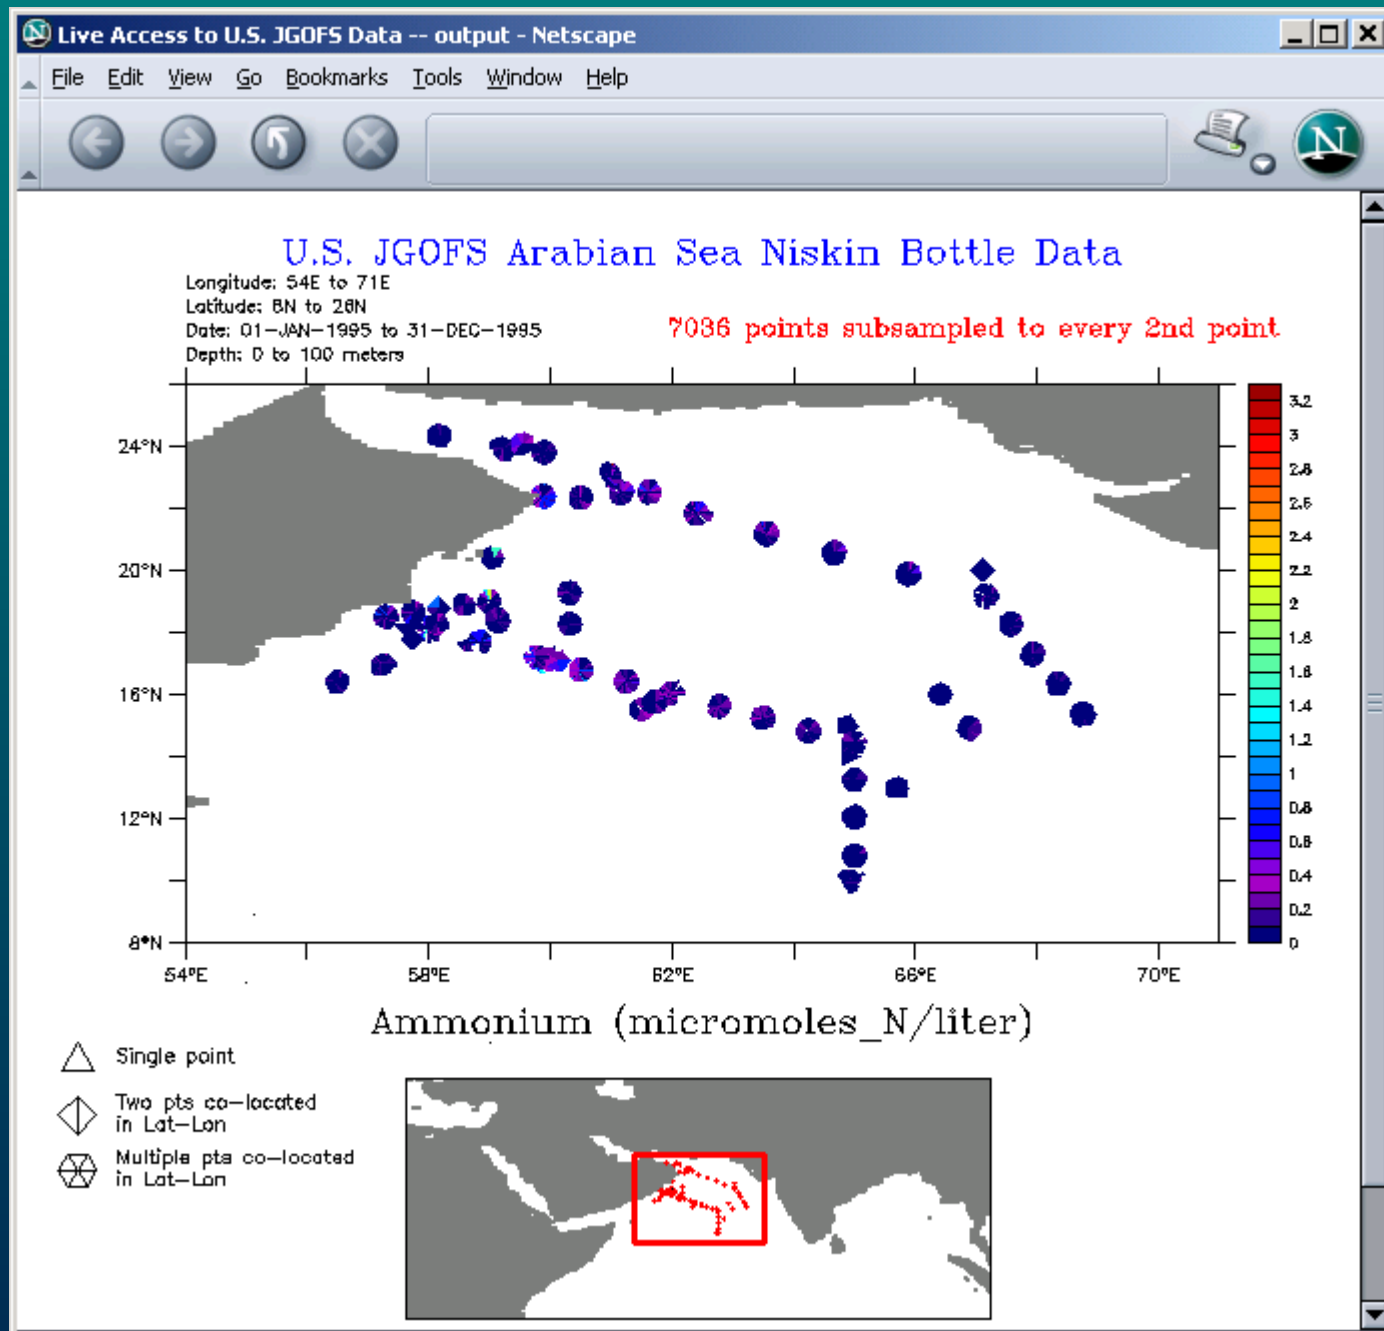 Live Access to U.S. JGOFS Data -- output - Netscape
File Edit View Go Bookmarks Tools Window Help
N
U.S. JGOFS Arabian Sea Niskin Bottle Data
Longitude: 54E to 71E
Latitude: 8N to 26N
Date: 01-JAN-1995 to 31-DEC-1995
Depth: 0 to 100 meters
7036 points subsampled to every 2nd point
24°N
20°N
16°N
12°N
8°N
54°E 58°E 62°E 66°E 70°E
3.2
3
2.8
2.6
2.4
2.2
2
1.8
1.6
1.4
1.2
1
0.8
0.6
0.4
0.2
0
Ammonium (micromoles_N/liter)
Single point
Two pts co-located
in Lat-Lon
Multiple pts co-located
in Lat-Lon